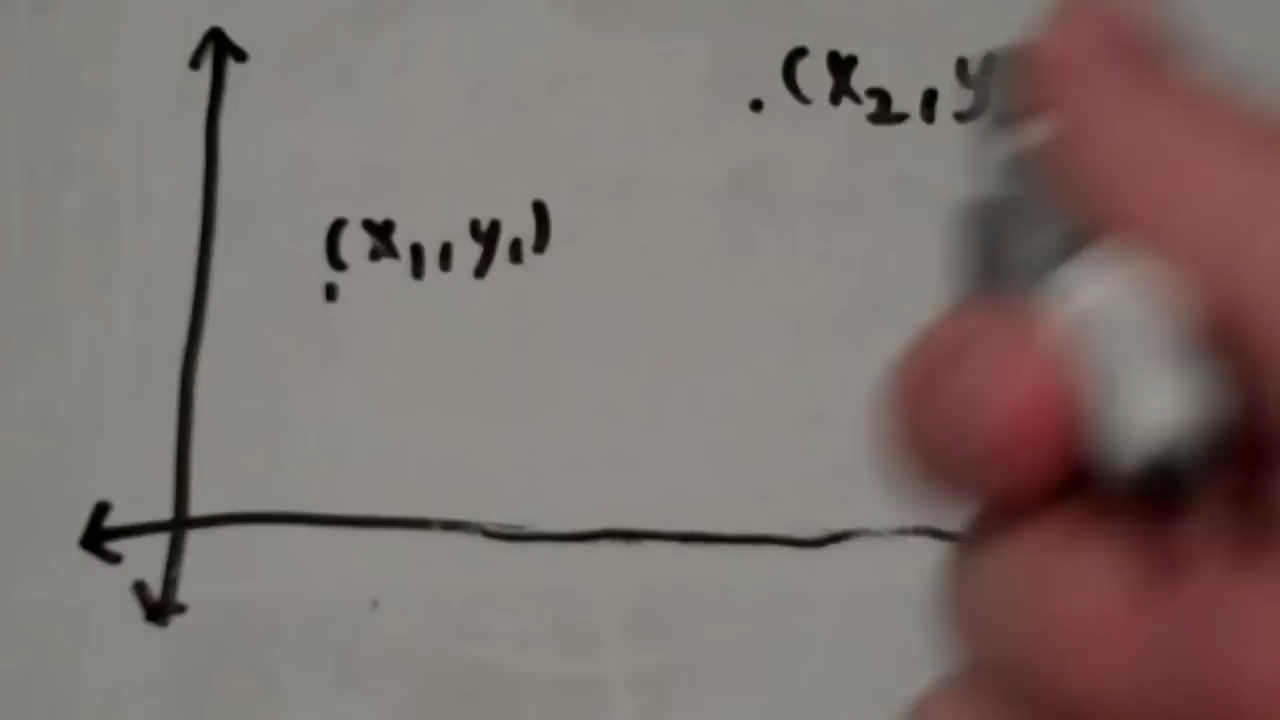 (x₂, y
(x₁, y₁)